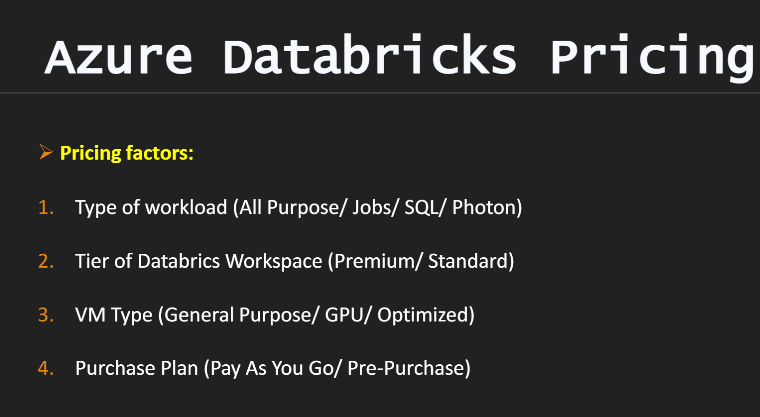 Azure Databricks Pricing
➢ Pricing factors:
1. Type of workload (All Purpose/ Jobs/ SQL/ Photon)
2. Tier of Databrics Workspace (Premium/ Standard)
3. VM Type (General Purpose/ GPU/ Optimized)
4. Purchase Plan (Pay As You Go/ Pre-Purchase)